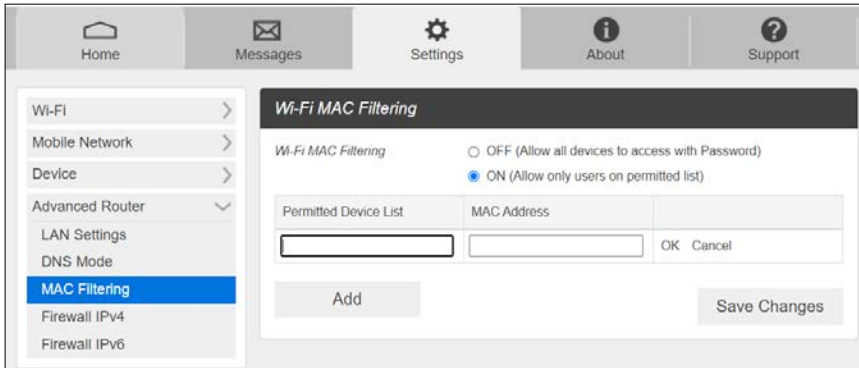 Home Messages Settings About Support
Wi-Fi
Mobile Network
Device
Advanced Router
LAN Settings
DNS Mode
MAC Filtering
Firewall IPv4
Firewall IPv6
Wi-Fi MAC Filtering
Wi-Fi MAC Filtering OFF (Allow all devices to access with Password)
ON (Allow only users on permitted list)
Permitted Device List MAC Address
OK Cancel
Add
Save Changes